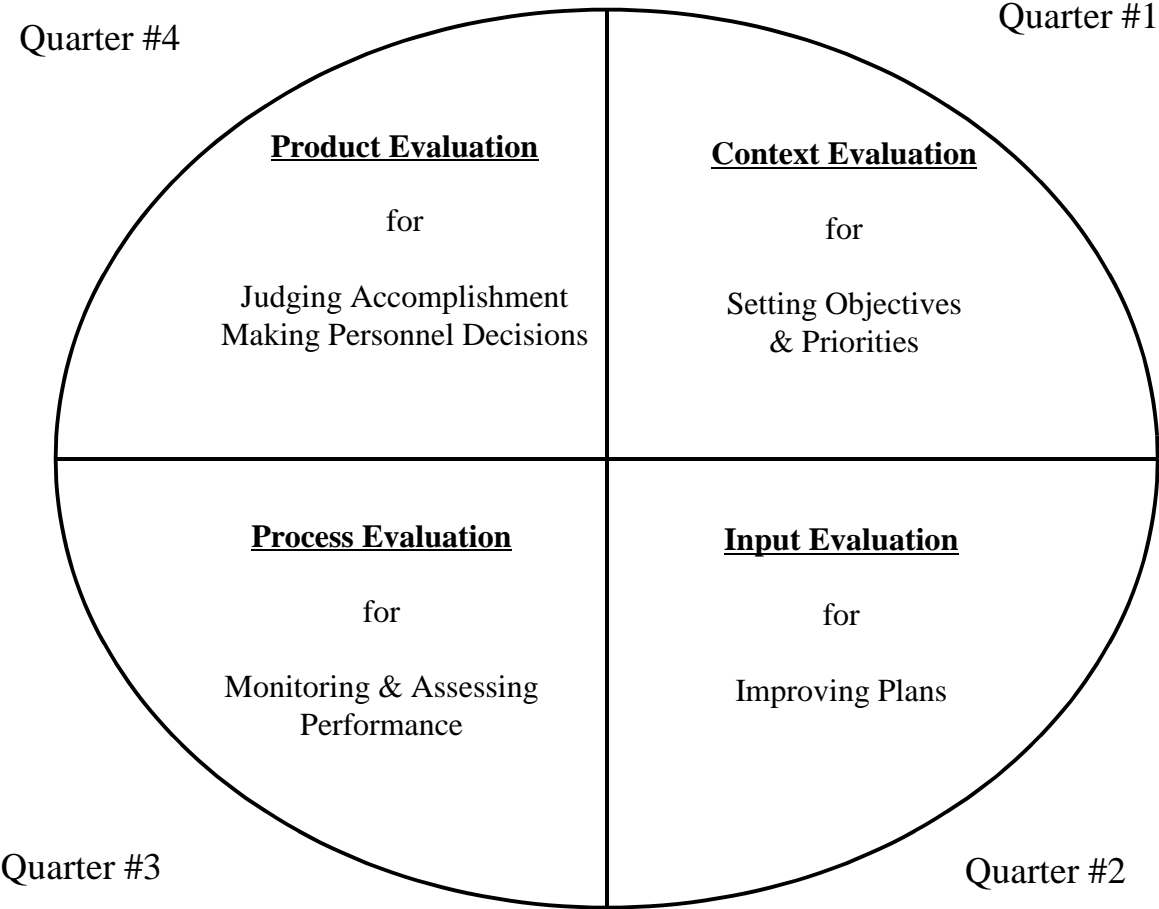 Quarter #4
Quarter #1
Product Evaluation
for
Judging Accomplishment
Making Personnel Decisions
Context Evaluation
for
Setting Objectives
& Priorities
Process Evaluation
for
Monitoring & Assessing
Performance
Input Evaluation
for
Improving Plans
Quarter #3
Quarter #2